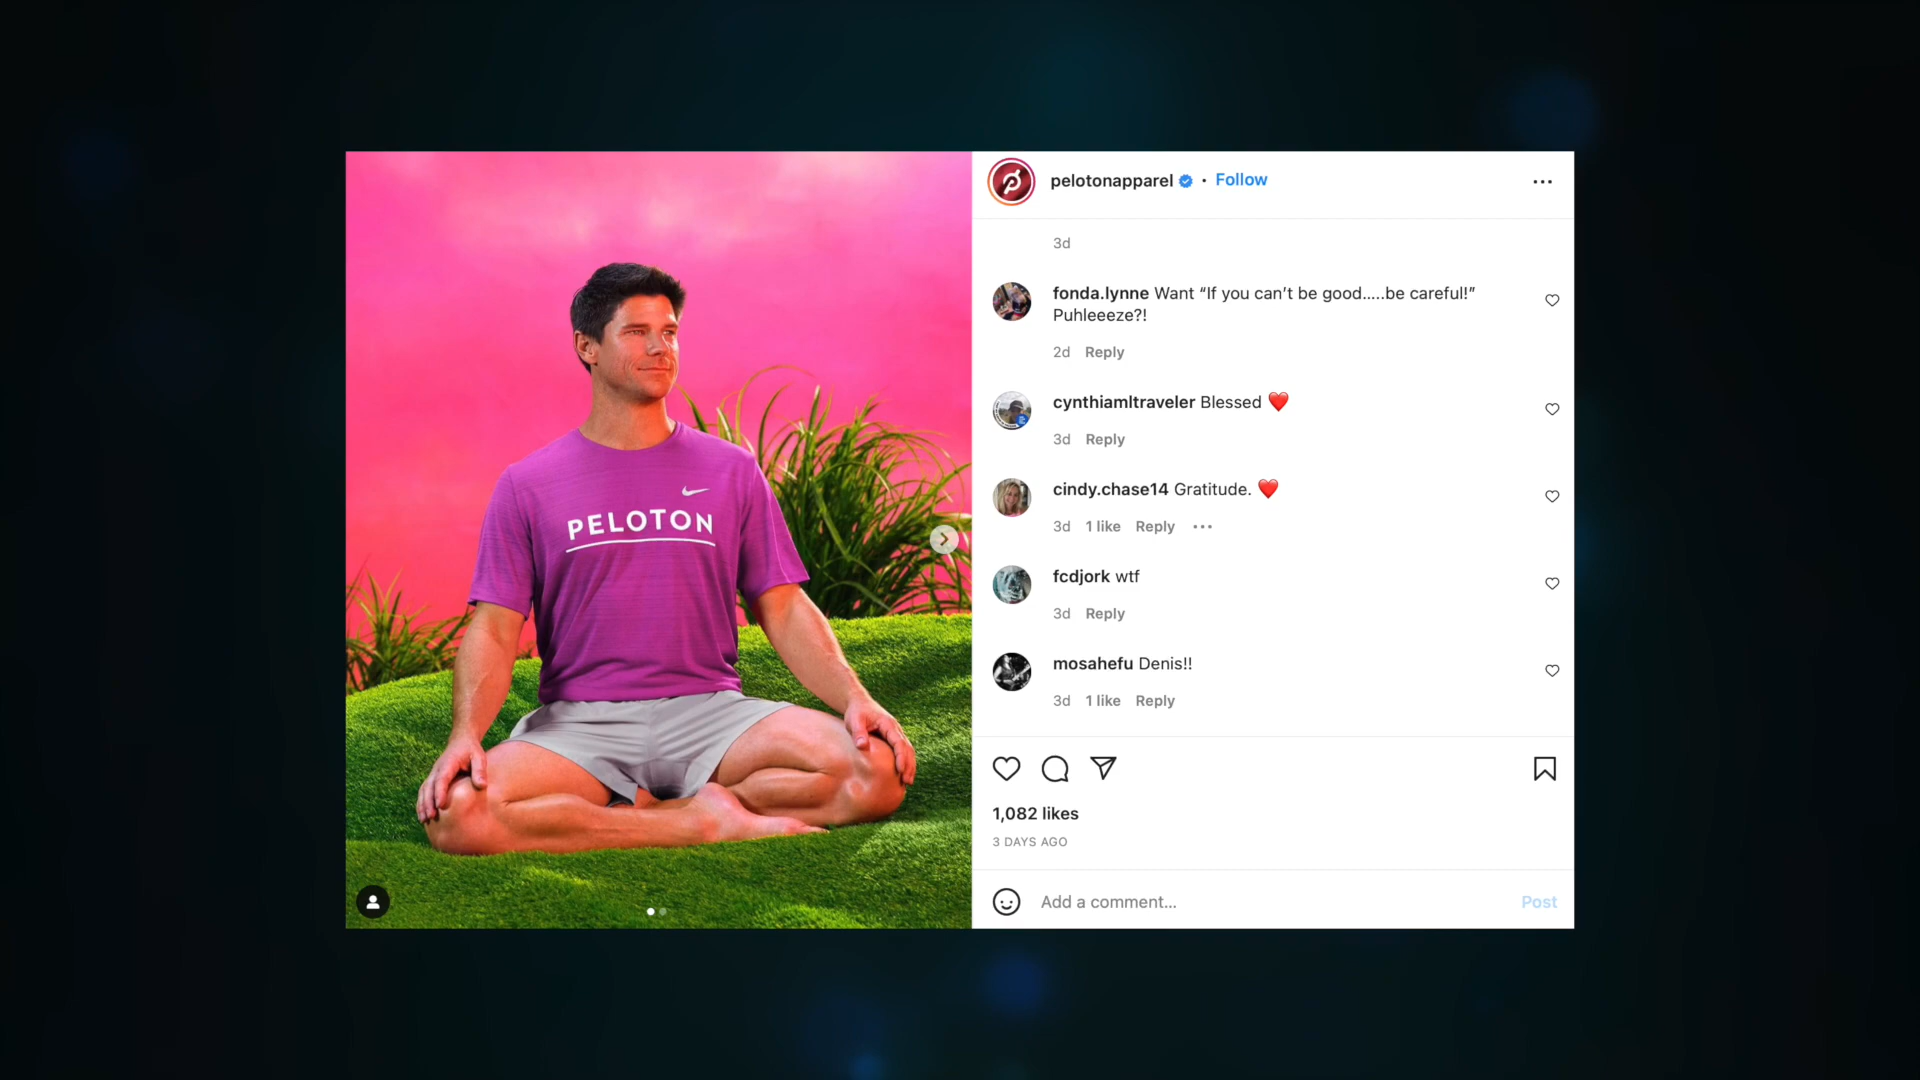 PELOTON
pelotonapparel • Follow
3d
fonda.lynne Want “If you can’t be good.....be careful!”
Puhleeeze?!
2d Reply
cynthiamltraveler Blessed ❤️
3d Reply
cindy.chase14 Gratitude. ❤️
3d 1 like Reply
fcdjork wtf
3d Reply
mosahefu Denis!!
3d 1 like Reply
1,082 likes
3 DAYS AGO
Add a comment... Post